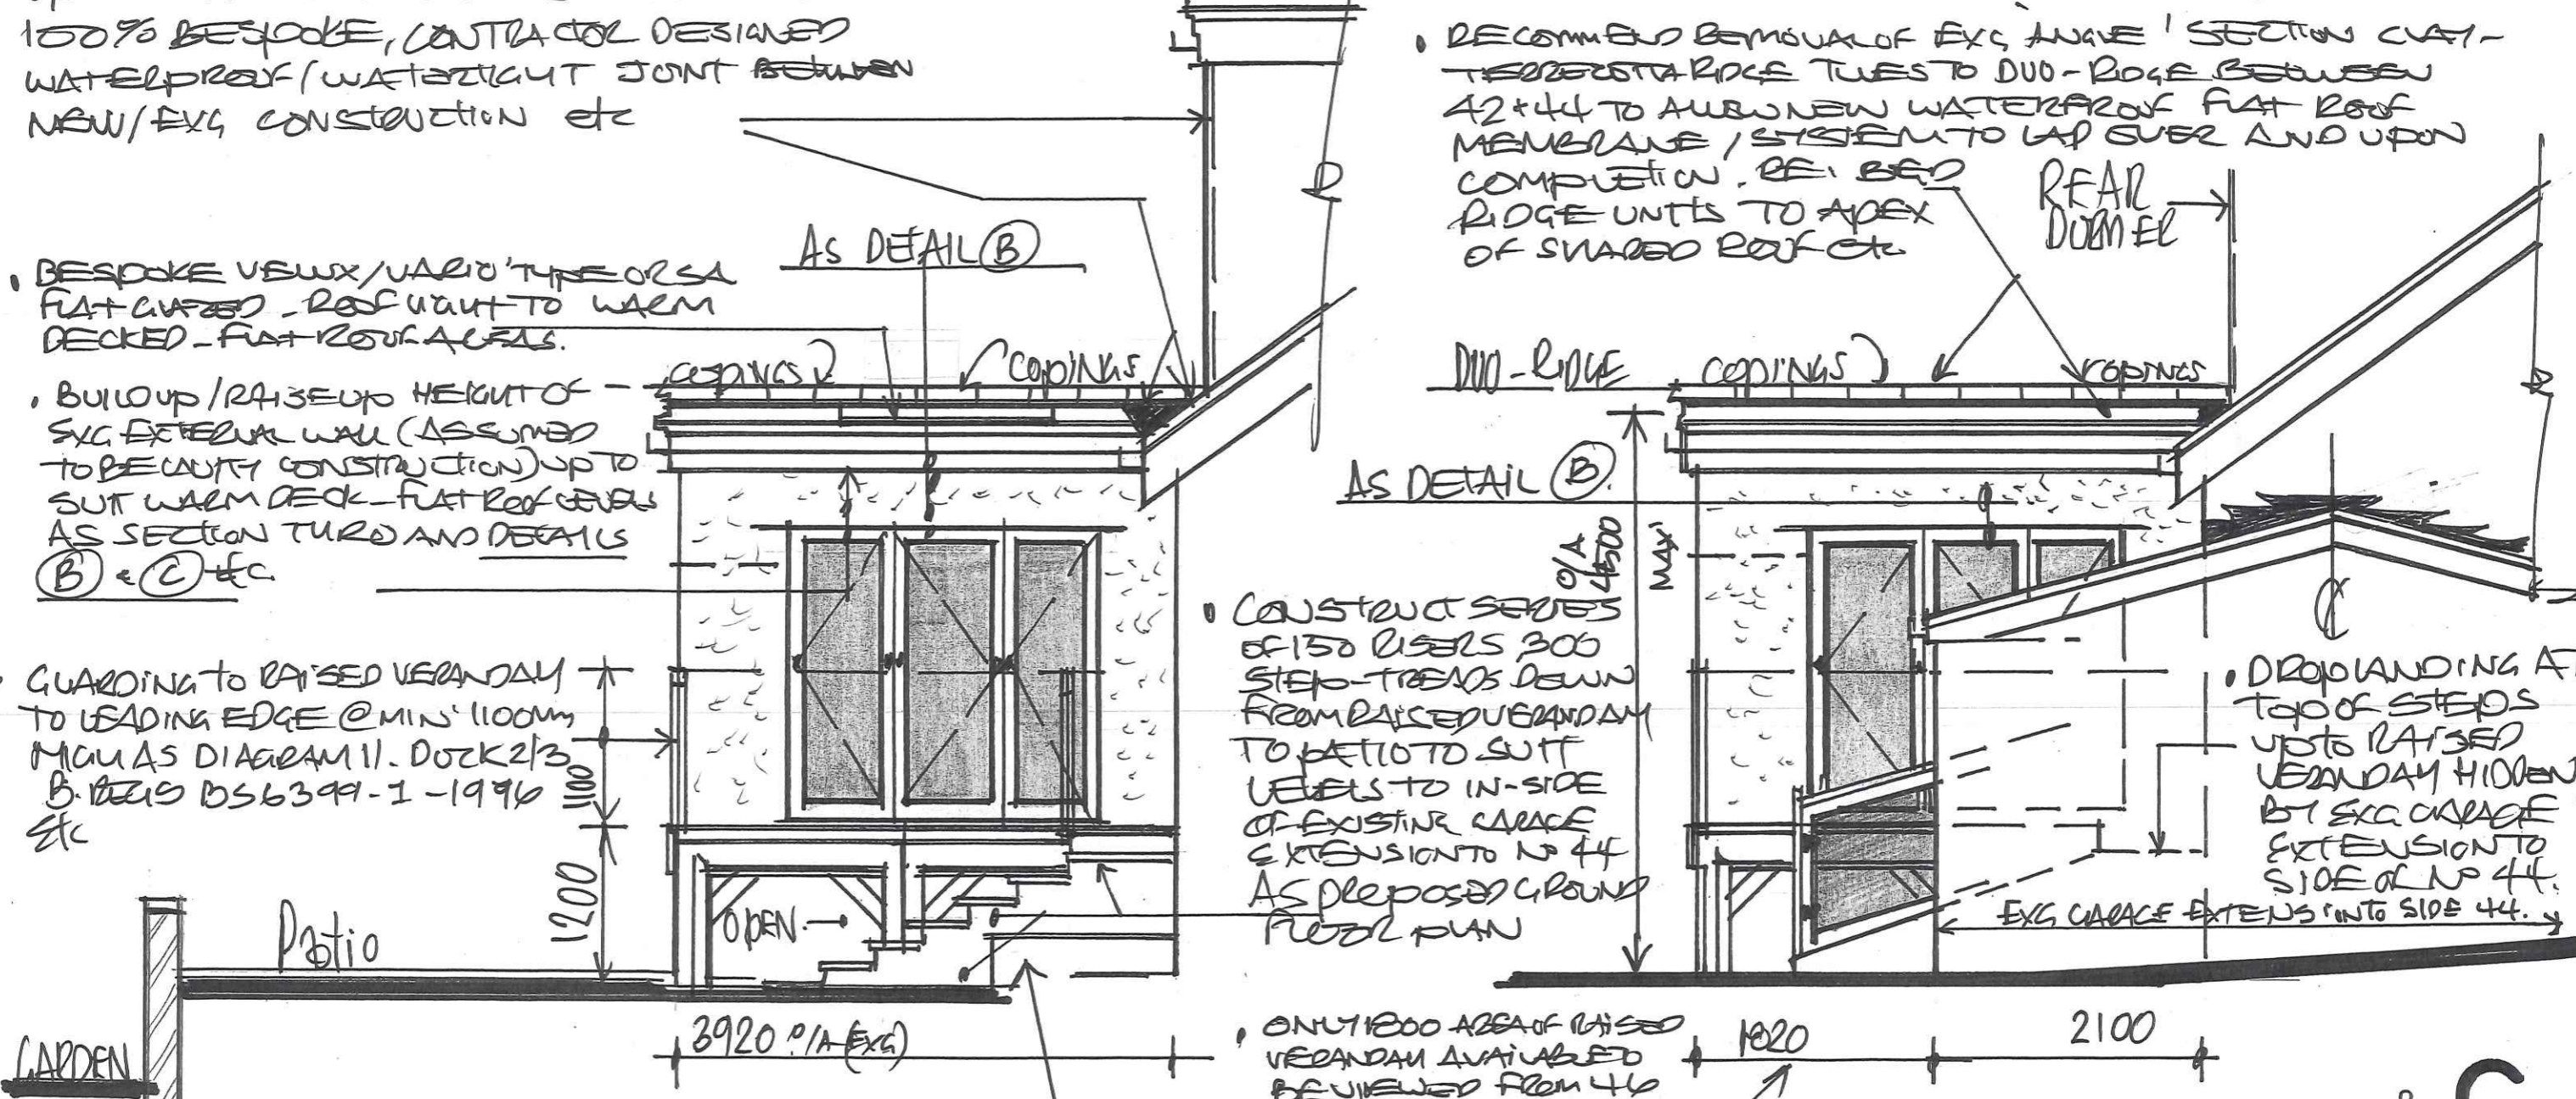 100% BESPOKE, CONTRACTOR DESIGNED
WATERPROOF/WATERTIGHT JOINT BETWEEN
NEW/EXG CONSTRUCTION etc
• RECOMMEND REMOVAL OF EXG ANGLE' SECTION CLAY-
TERRECOTTA RIDGE TILES TO DUO-RIDGE BETWEEN
42+44 TO ALLOW NEW WATERPROOF FLAT ROOF
MEMBRANE/SYSTEM TO LAP OVER AND UPON
COMPLETION. RE: BED
RIDGE UNITS TO APEX
OF SHARED ROOF etc
REAR
DORMER
AS DETAIL (B)
• BESPOKE VELUX/VARIO' TYPE OR SA
FLAT GLAZED - ROOFLIGHT TO WARM
DECKED - FLAT ROOF AREAS.
COPINGS
COPINGS
DUO-RIDGE
COPINGS
COPINGS
• BUILD UP/RAISE UP HEIGHT OF
EXG EXTERNAL WALL (ASSUMED
TO BE CAVITY CONSTRUCTION) UP TO
SUIT WARM DECK - FLAT ROOF LEVELS
AS SECTION THRO AND DETAILS
(B) & (C) etc.
AS DETAIL (B).
O/A
4500
MAX'
• GUARDING TO RAISED VERANDAH
TO LEADING EDGE @ MIN' 1100mm
HIGH AS DIAGRAM 11. DOCK 2/3
B.REGS BS6399-1-1996
Etc
1100
1200
OPEN
Patio
GARDEN
3920 O/A (EXG)
• CONSTRUCT SERIES
OF 150 RISERS 300
STEP-TREADS DOWN
FROM RAISED VERANDAH
TO PATIO TO SUIT
LEVELS TO IN-SIDE
OF EXISTING GARAGE
EXTENSION TO No 44
AS PROPOSED GROUND
FLOOR PLAN
• DROP LANDING AT
TOP OF STEPS
UP TO RAISED
VERANDAH HIDDEN
BY EXG GARAGE
EXTENSION TO
SIDE OF No 44.
EXG GARAGE EXTENS'INTO SIDE 44.
• ONLY 1800 AREA OF RAISED
VERANDAH AVAILABLE TO
BE VIEWED FROM 46
1820
2100